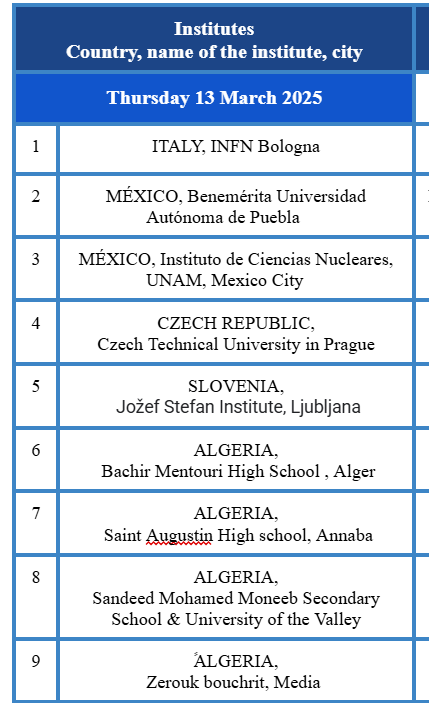 Institutes
Country, name of the institute, city
Thursday 13 March 2025
1 ITALY, INFN Bologna
2 MÉXICO, Benemérita Universidad
Autónoma de Puebla
3 MÉXICO, Instituto de Ciencias Nucleares,
UNAM, Mexico City
4 CZECH REPUBLIC,
Czech Technical University in Prague
5 SLOVENIA,
Jožef Stefan Institute, Ljubljana
6 ALGERIA,
Bachir Mentouri High School , Alger
7 ALGERIA,
Saint Augustin High school, Annaba
8 ALGERIA,
Sandeed Mohamed Moneeb Secondary
School & University of the Valley
9 ALGERIA,
Zerouk bouchrit, Media